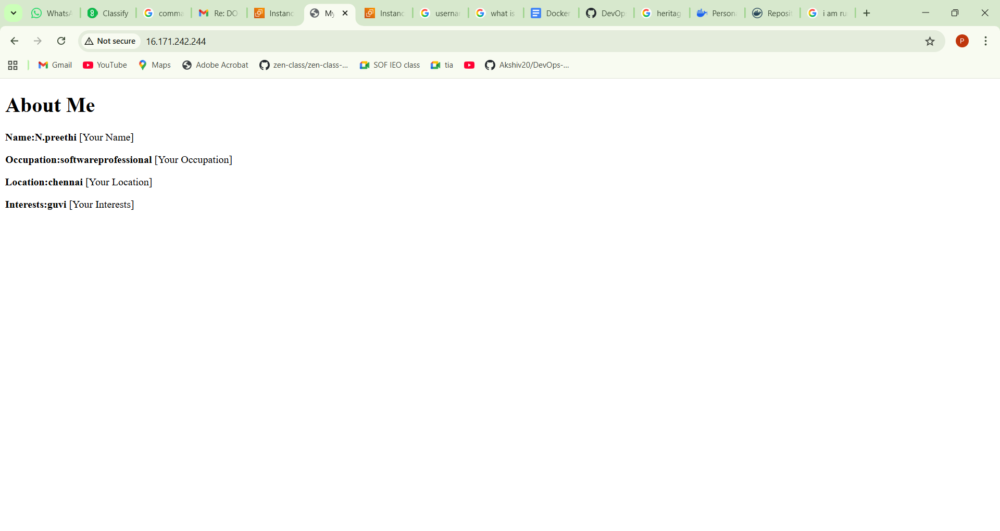 WhatsA Classify comma Re: DO Instanc My Instanc userna what is Docker DevOp heritag Person Reposit i am ru
Not secure 16.171.242.244 P
Gmail YouTube Maps Adobe Acrobat zen-class/zen-class-... SOF IEO class tia Akshiv20/DevOps-...
About Me
Name:N.preethi [Your Name]
Occupation:softwareprofessional [Your Occupation]
Location:chennai [Your Location]
Interests:guvi [Your Interests]